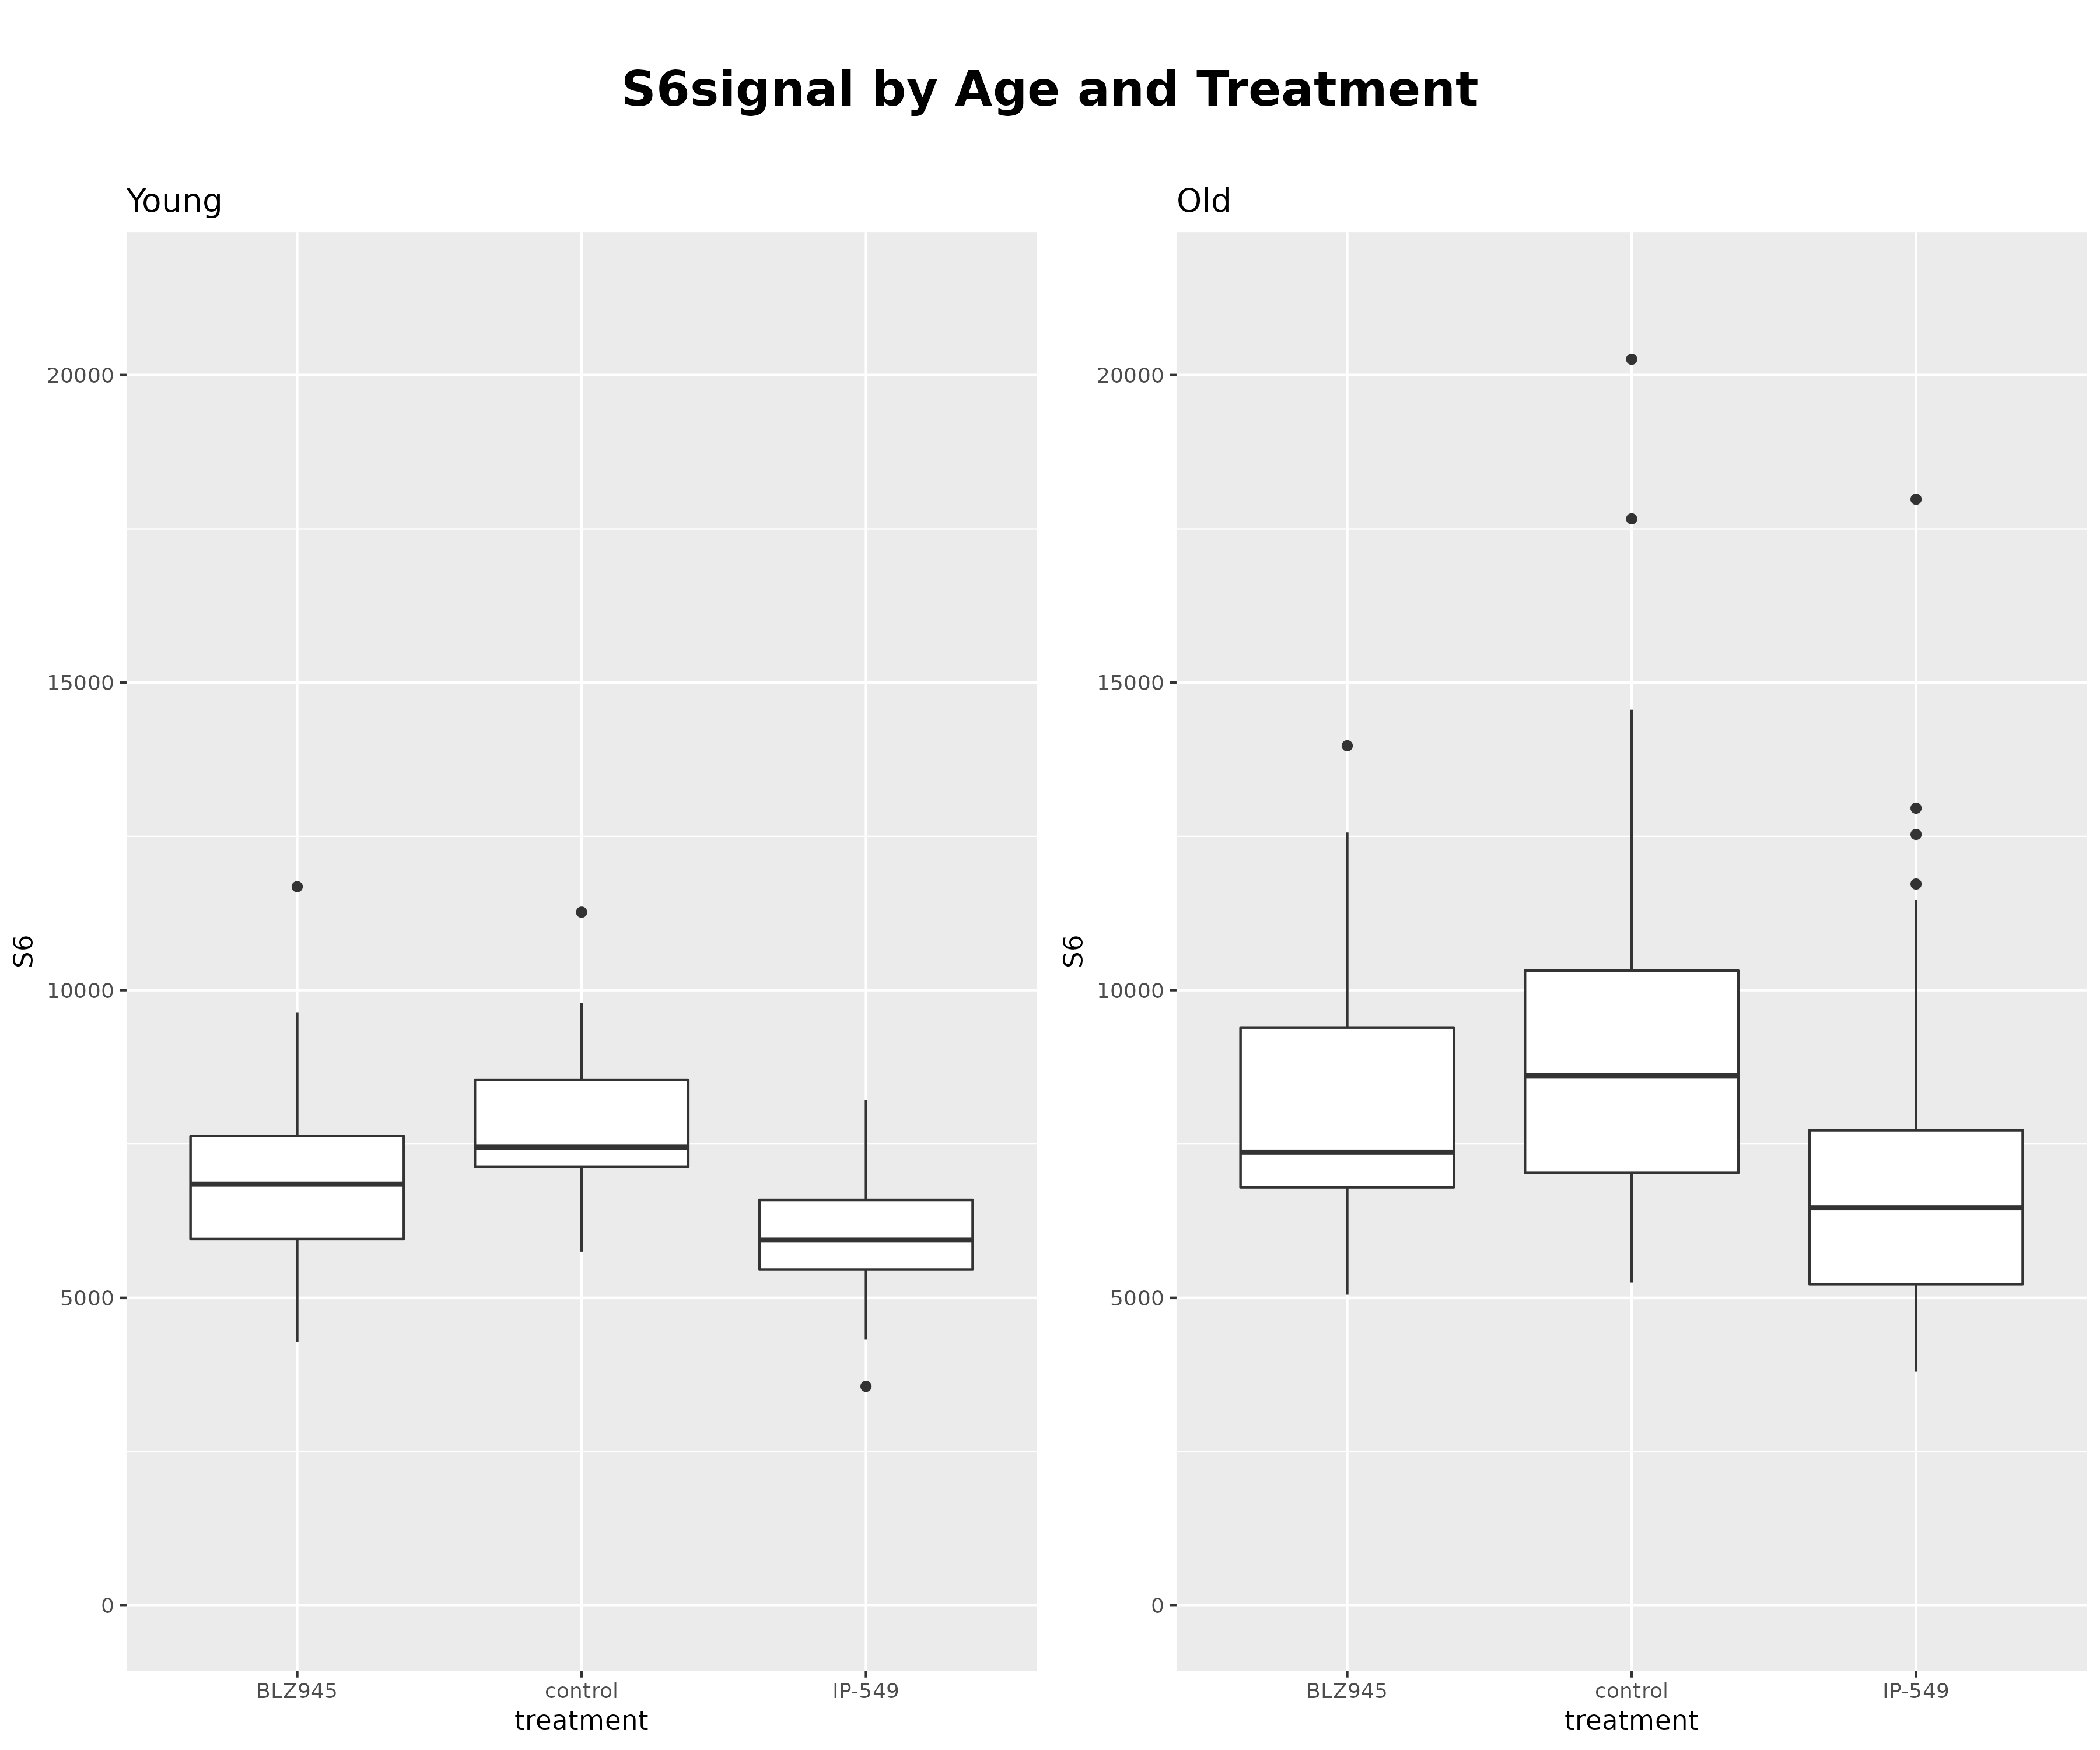 S6signal by Age and Treatment
Young
S6
20000
15000
10000
5000
0
BLZ945 control IP-549
treatment
Old
S6
20000
15000
10000
5000
0
BLZ945 control IP-549
treatment